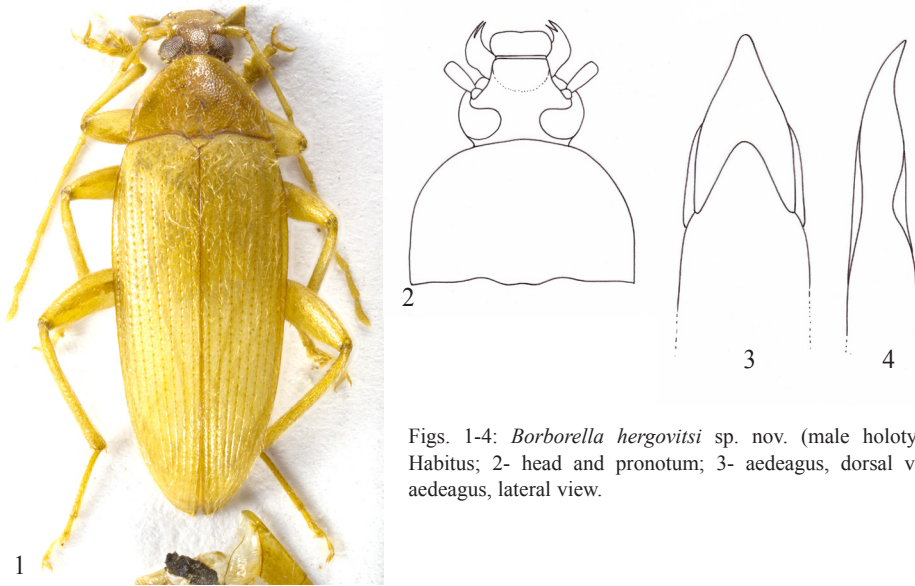 1
2
3
4
Figs. 1-4: Borborella hergovitsi sp. nov. (male
Habitus; 2- head and pronotum; 3- aedeagus, dorsal
aedeagus, lateral view.